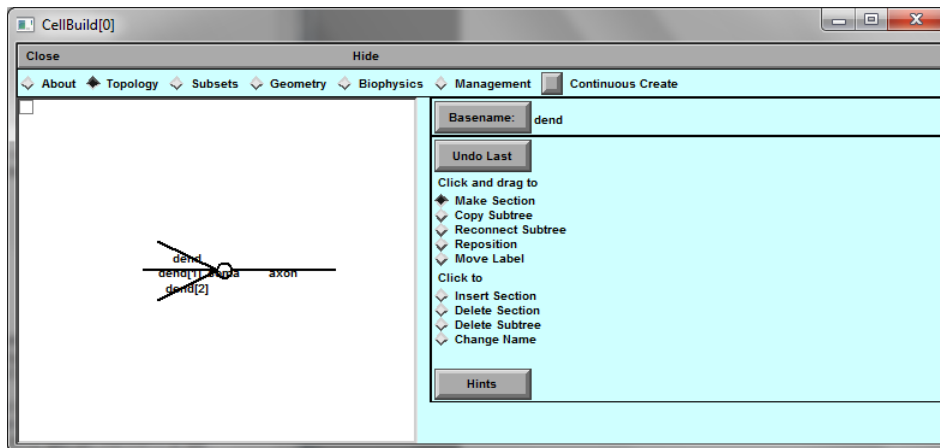 CellBuild[0]
Close Hide
About Topology Subsets Geometry Biophysics Management Continuous Create
Basename: dend
Undo Last
Click and drag to
Make Section
Copy Subtree
Reconnect Subtree
Reposition
Move Label
Click to
Insert Section
Delete Section
Delete Subtree
Change Name
Hints
dend
dend[1] soma axon
dend[2]